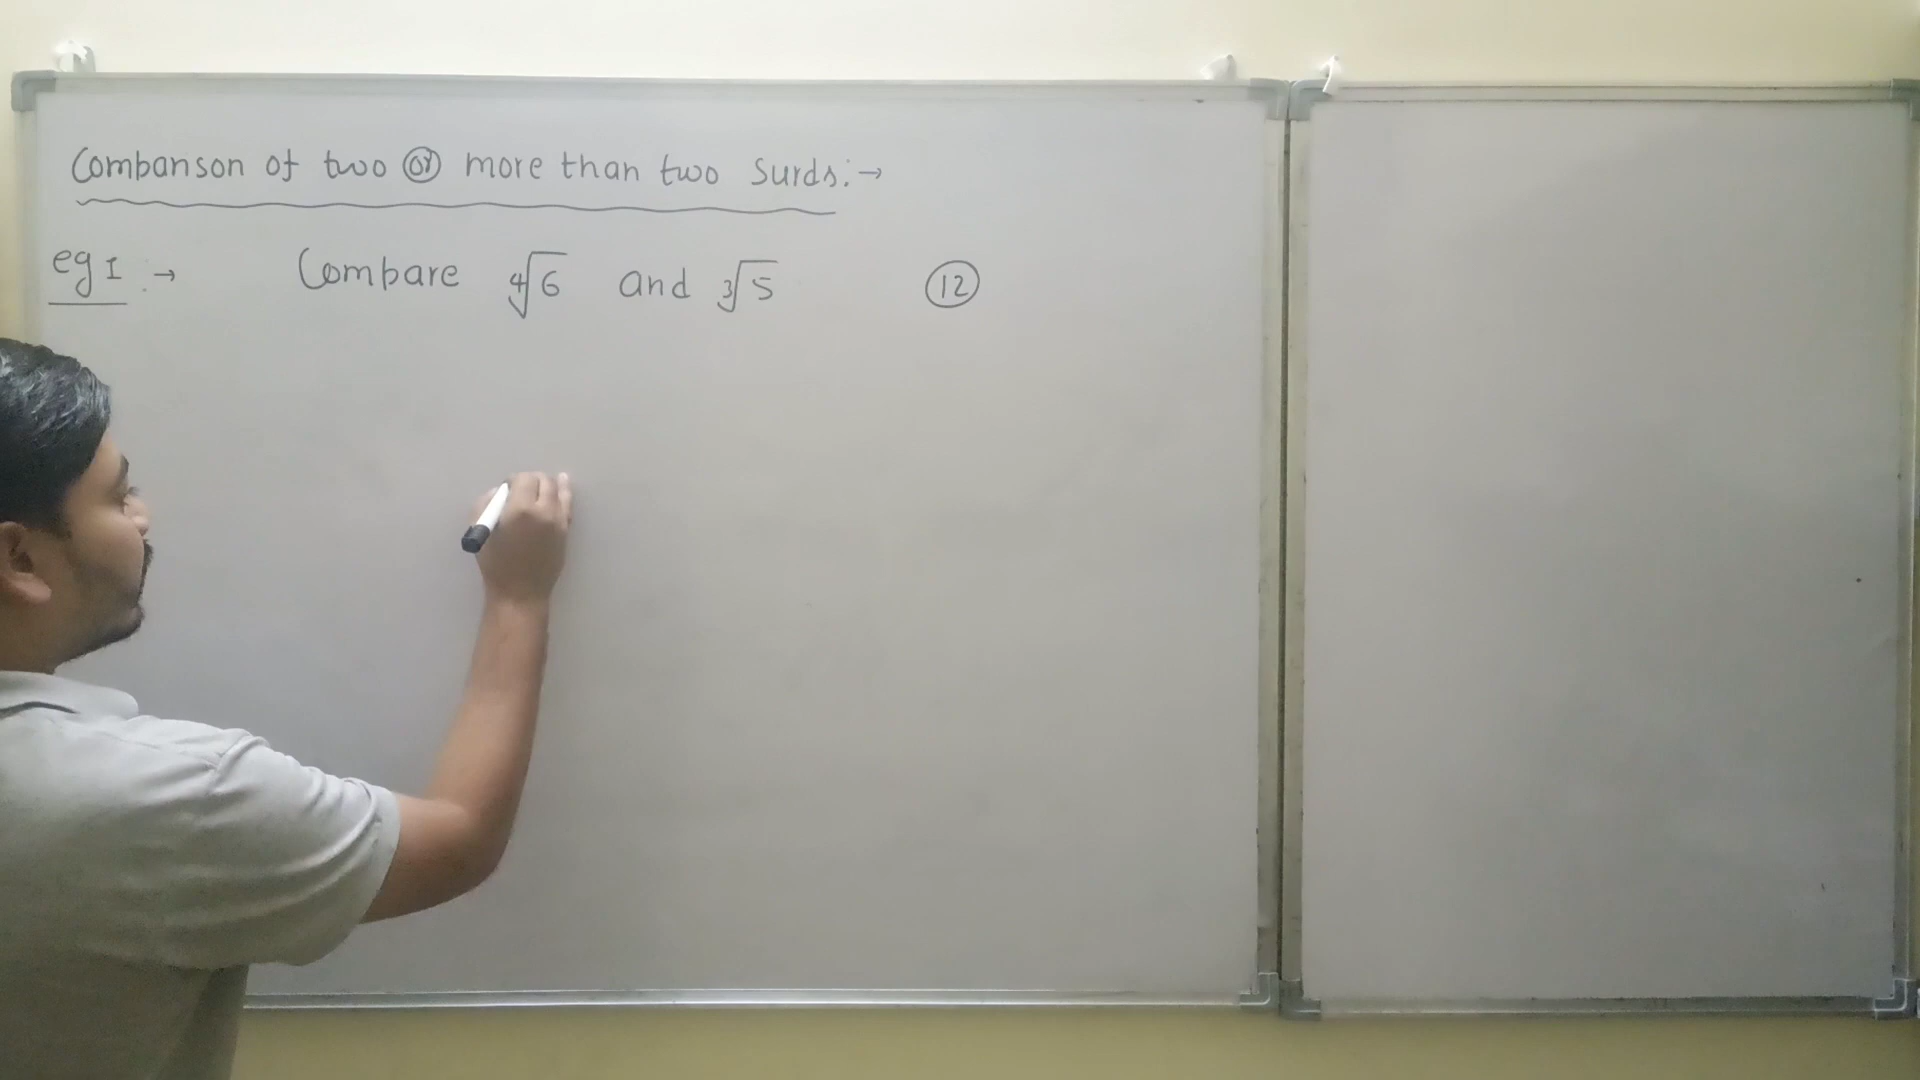 Combanson of two or more than two Surds:→
eg I :→ Combare ∜6 and ∛5 12